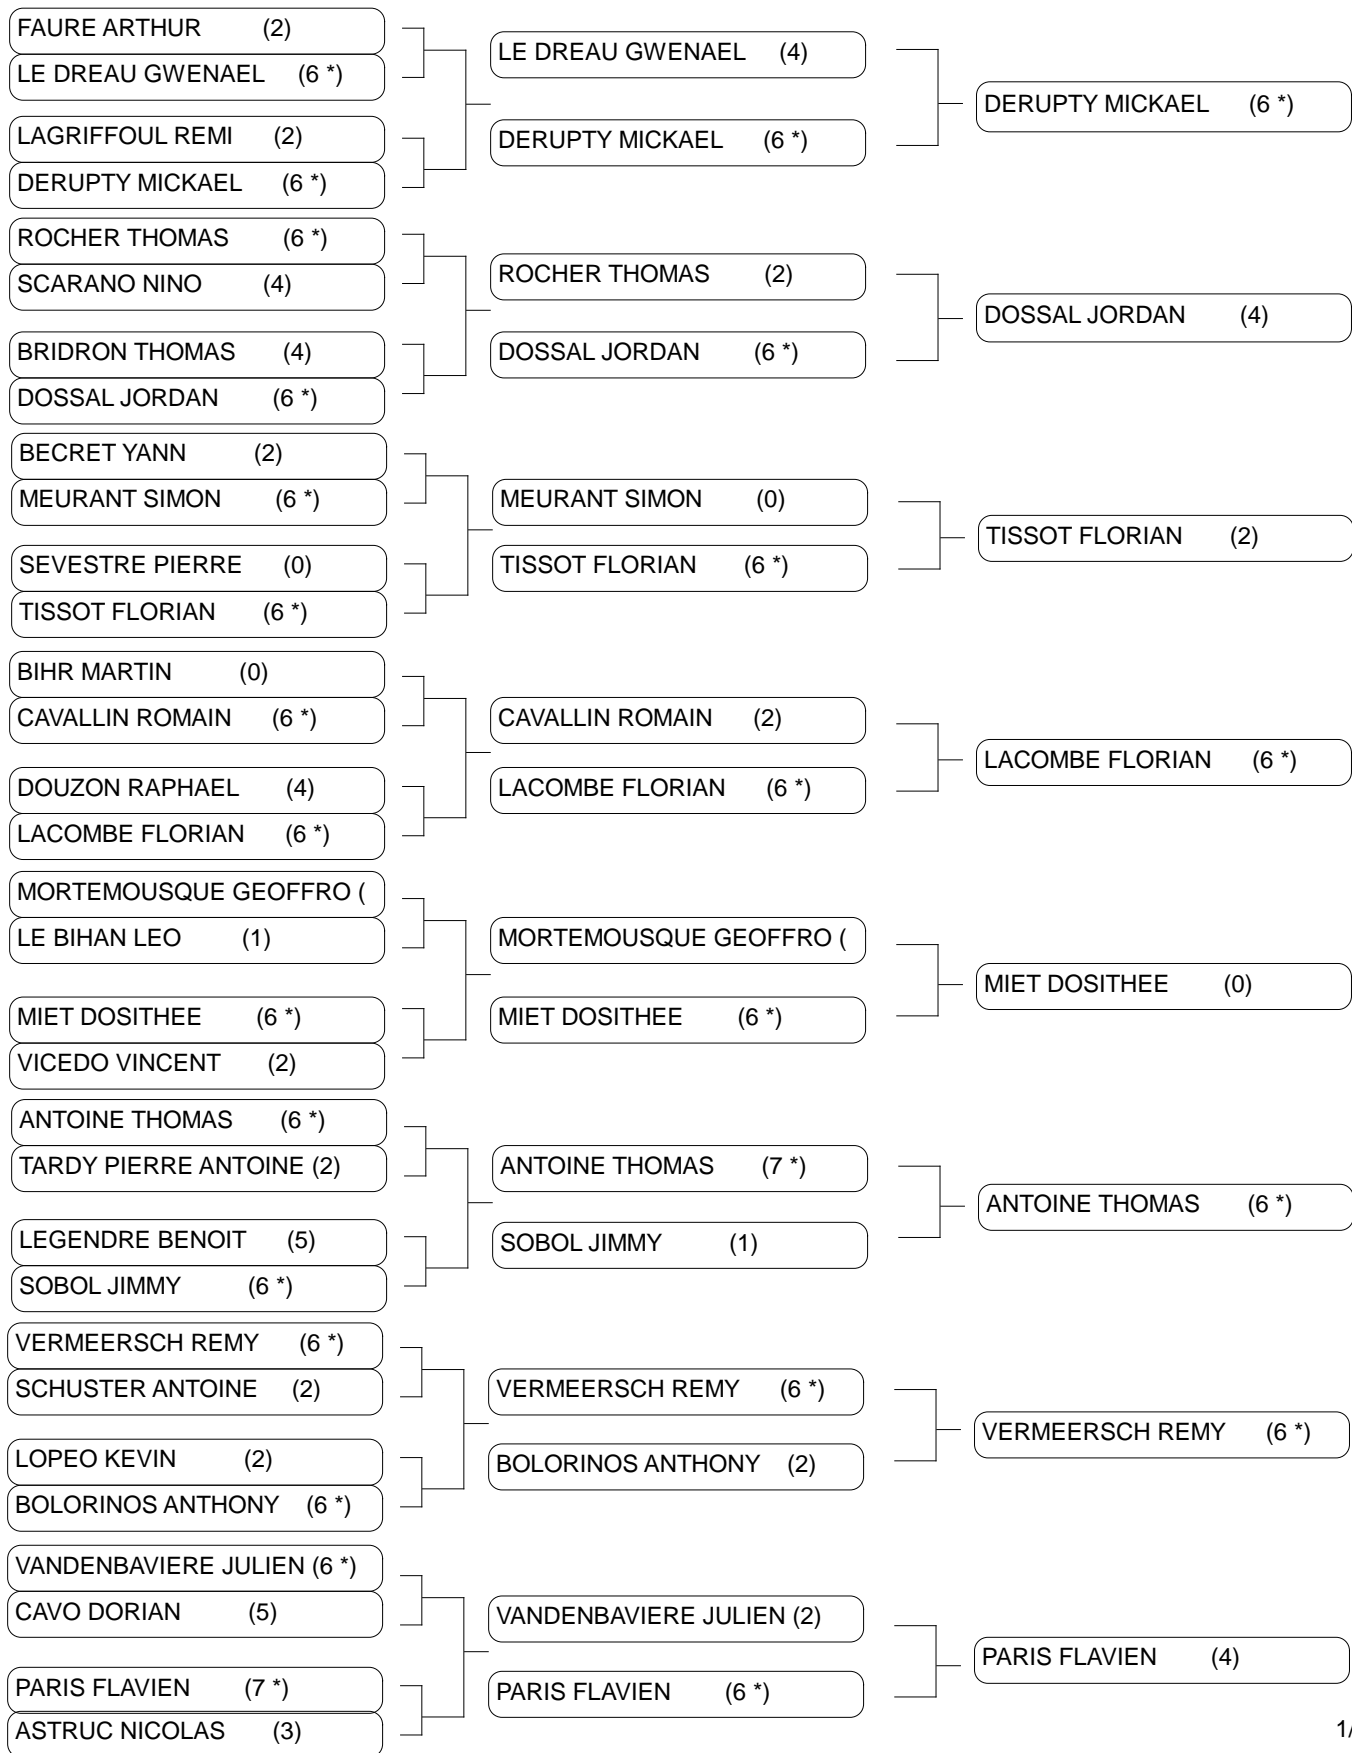 FAURE ARTHUR (2)
LE DREAU GWENAEL (6 *)
LAGRIFFOUL REMI (2)
DERUPTY MICKAEL (6 *)
ROCHER THOMAS (6 *)
SCARANO NINO (4)
BRIDRON THOMAS (4)
DOSSAL JORDAN (6 *)
BECRET YANN (2)
MEURANT SIMON (6 *)
SEVESTRE PIERRE (0)
TISSOT FLORIAN (6 *)
BIHR MARTIN (0)
CAVALLIN ROMAIN (6 *)
DOUZON RAPHAEL (4)
LACOMBE FLORIAN (6 *)
MORTEMOUSQUE GEOFFRO (
LE BIHAN LEO (1)
MIET DOSITHEE (6 *)
VICEDO VINCENT (2)
ANTOINE THOMAS (6 *)
TARDY PIERRE ANTOINE (2)
LEGENDRE BENOIT (5)
SOBOL JIMMY (6 *)
VERMEERSCH REMY (6 *)
SCHUSTER ANTOINE (2)
LOPEO KEVIN (2)
BOLORINOS ANTHONY (6 *)
VANDENBAVIERE JULIEN (6 *)
CAVO DORIAN (5)
PARIS FLAVIEN (7 *)
ASTRUC NICOLAS (3)
LE DREAU GWENAEL (4)
DERUPTY MICKAEL (6 *)
ROCHER THOMAS (2)
DOSSAL JORDAN (6 *)
MEURANT SIMON (0)
TISSOT FLORIAN (6 *)
CAVALLIN ROMAIN (2)
LACOMBE FLORIAN (6 *)
MORTEMOUSQUE GEOFFRO (
MIET DOSITHEE (6 *)
ANTOINE THOMAS (7 *)
SOBOL JIMMY (1)
VERMEERSCH REMY (6 *)
BOLORINOS ANTHONY (2)
VANDENBAVIERE JULIEN (2)
PARIS FLAVIEN (6 *)
DERUPTY MICKAEL (6 *)
DOSSAL JORDAN (4)
TISSOT FLORIAN (2)
LACOMBE FLORIAN (6 *)
MIET DOSITHEE (0)
ANTOINE THOMAS (6 *)
VERMEERSCH REMY (6 *)
PARIS FLAVIEN (4)
1/